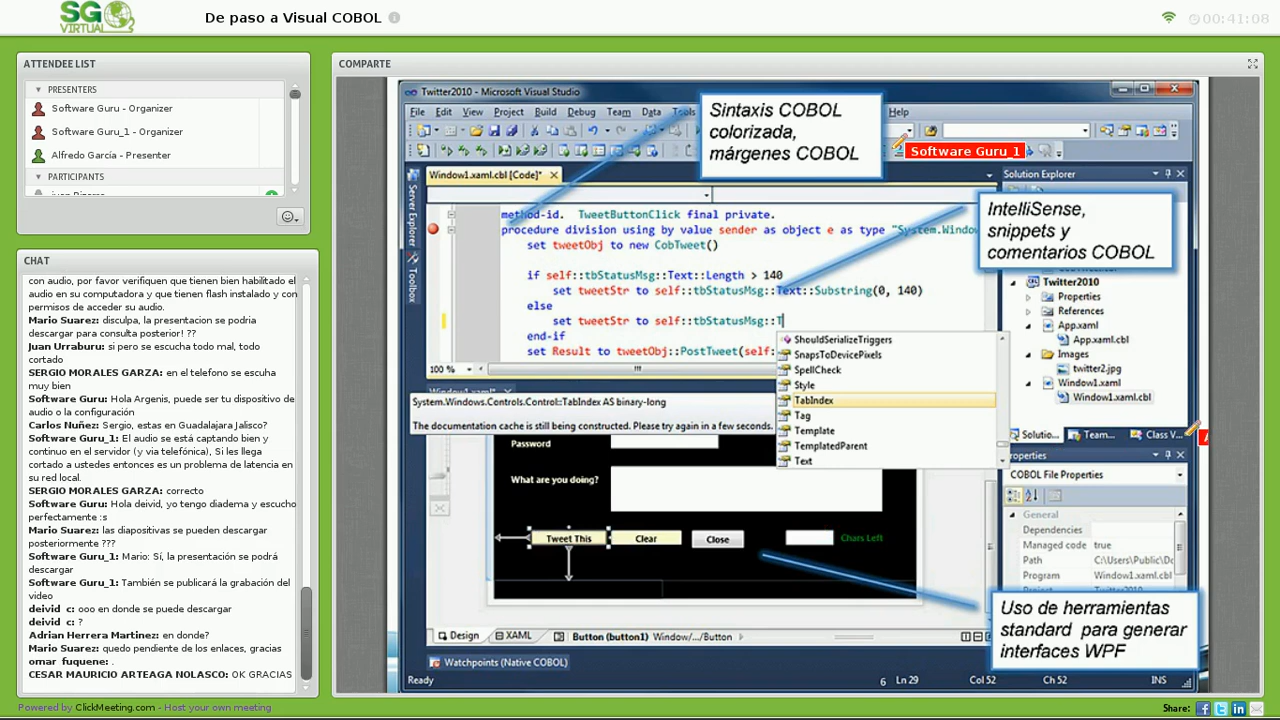 SG
VIRTUAL
De paso a Visual COBOL
00:41:08
ATTENDEE LIST
PRESENTERS
Software Guru - Organizer
Software Guru_1 - Organizer
Alfredo García - Presenter
PARTICIPANTS
CHAT
con audio, por favor verifiquen que tienen bien habilitado el
audio en su computadora y que tienen flash instalado y con
permisos de acceder su audio.
Mario Suarez: disculpa, la presentacion se podria
descargar para consulta posterior! ??
Juan Urraburu: si pero se escucha todo mal, todo
cortado
SERGIO MORALES GARZA: en el telefono se escuha
muy bien
Software Guru: Hola Argenis, puede ser tu dispositivo de
audio o la configuración
Carlos Nuñez: Sergio, estas en Guadalajara Jalisco?
Software Guru_1: El audio se está captando bien y
continuo en el servidor (y via telefónica), Si les llega
cortado a ustedes entonces es un problema de latencia en
su red local.
SERGIO MORALES GARZA: correcto
Software Guru: Hola deivid, yo tengo diadema y escucho
perfectamente :s
Mario Suarez: las diapositivas se pueden descargar
posteriormente ???
Software Guru_1: Mario: Sí, la presentación se podrá
descargar
Software Guru_1: También se publicará la grabación del
video
deivid c: ooo en donde se puede descargar
deivid c: ?
Adrian Herrera Martinez: en donde?
Mario Suarez: quedo pendiente de los enlaces, gracias
omar fuquene: .
CESAR MAURICIO ARTEAGA NOLASCO: OK GRACIAS
COMPARTE
Twitter2010 - Microsoft Visual Studio
File Edit View Project Build Debug Team Data Tools Help
Sintaxis COBOL
colorizada,
márgenes COBOL
Software Guru_1
Window1.xaml.cbl [Code]*
Server Explorer
Toolbox
method-id. TweetButtonClick final private.
procedure division using by value sender as object e as type "System.Window
set tweetObj to new CobTweet()
if self::tbStatusMsg::Text::Length > 140
set tweetStr to self::tbStatusMsg::Text::Substring(0, 140)
else
set tweetStr to self::tbStatusMsg::T
end-if
set Result to tweetObj::PostTweet(self:
100 %
ShouldSerializeTriggers
SnapsToDevicePixels
SpellCheck
Style
TabIndex
Tag
Template
TemplatedParent
Text
Window1.xaml*
System.Windows.Controls.Control::TabIndex AS binary-long
The documentation cache is still being constructed. Please try again in a few seconds.
Password
What are you doing?
Tweet This Clear Close Chars Left
Design XAML Button (button1) Window/.../Button
Watchpoints (Native COBOL)
Ready 6 Ln 29 Col 52 Ch 52 INS
Solution Explorer
IntelliSense,
snippets y
comentarios COBOL
Twitter2010
Properties
References
App.xaml
App.xaml.cbl
Images
twitter2.jpg
Window1.xaml
Window1.xaml.cbl
Solutio... Team... Class V...
Properties
COBOL File Properties
General
Dependencies
Managed code true
Path C:\Users\Public\Doc
Program Window1.xaml.cbl
Uso de herramientas
standard para generar
interfaces WPF
Powered by ClickMeeting.com - Host your own meeting
Share: